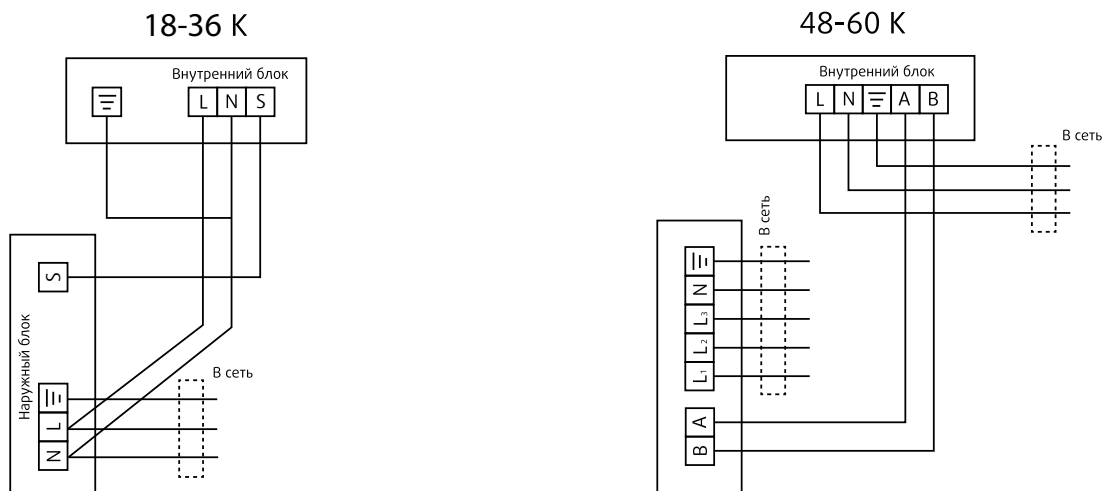 18-36 К
Внутренний блок
L N S
S
Наружный блок
L
N
В сеть
48-60 К
Внутренний блок
L N A B
В сеть
В сеть
N
L3
L2
L1
A
B